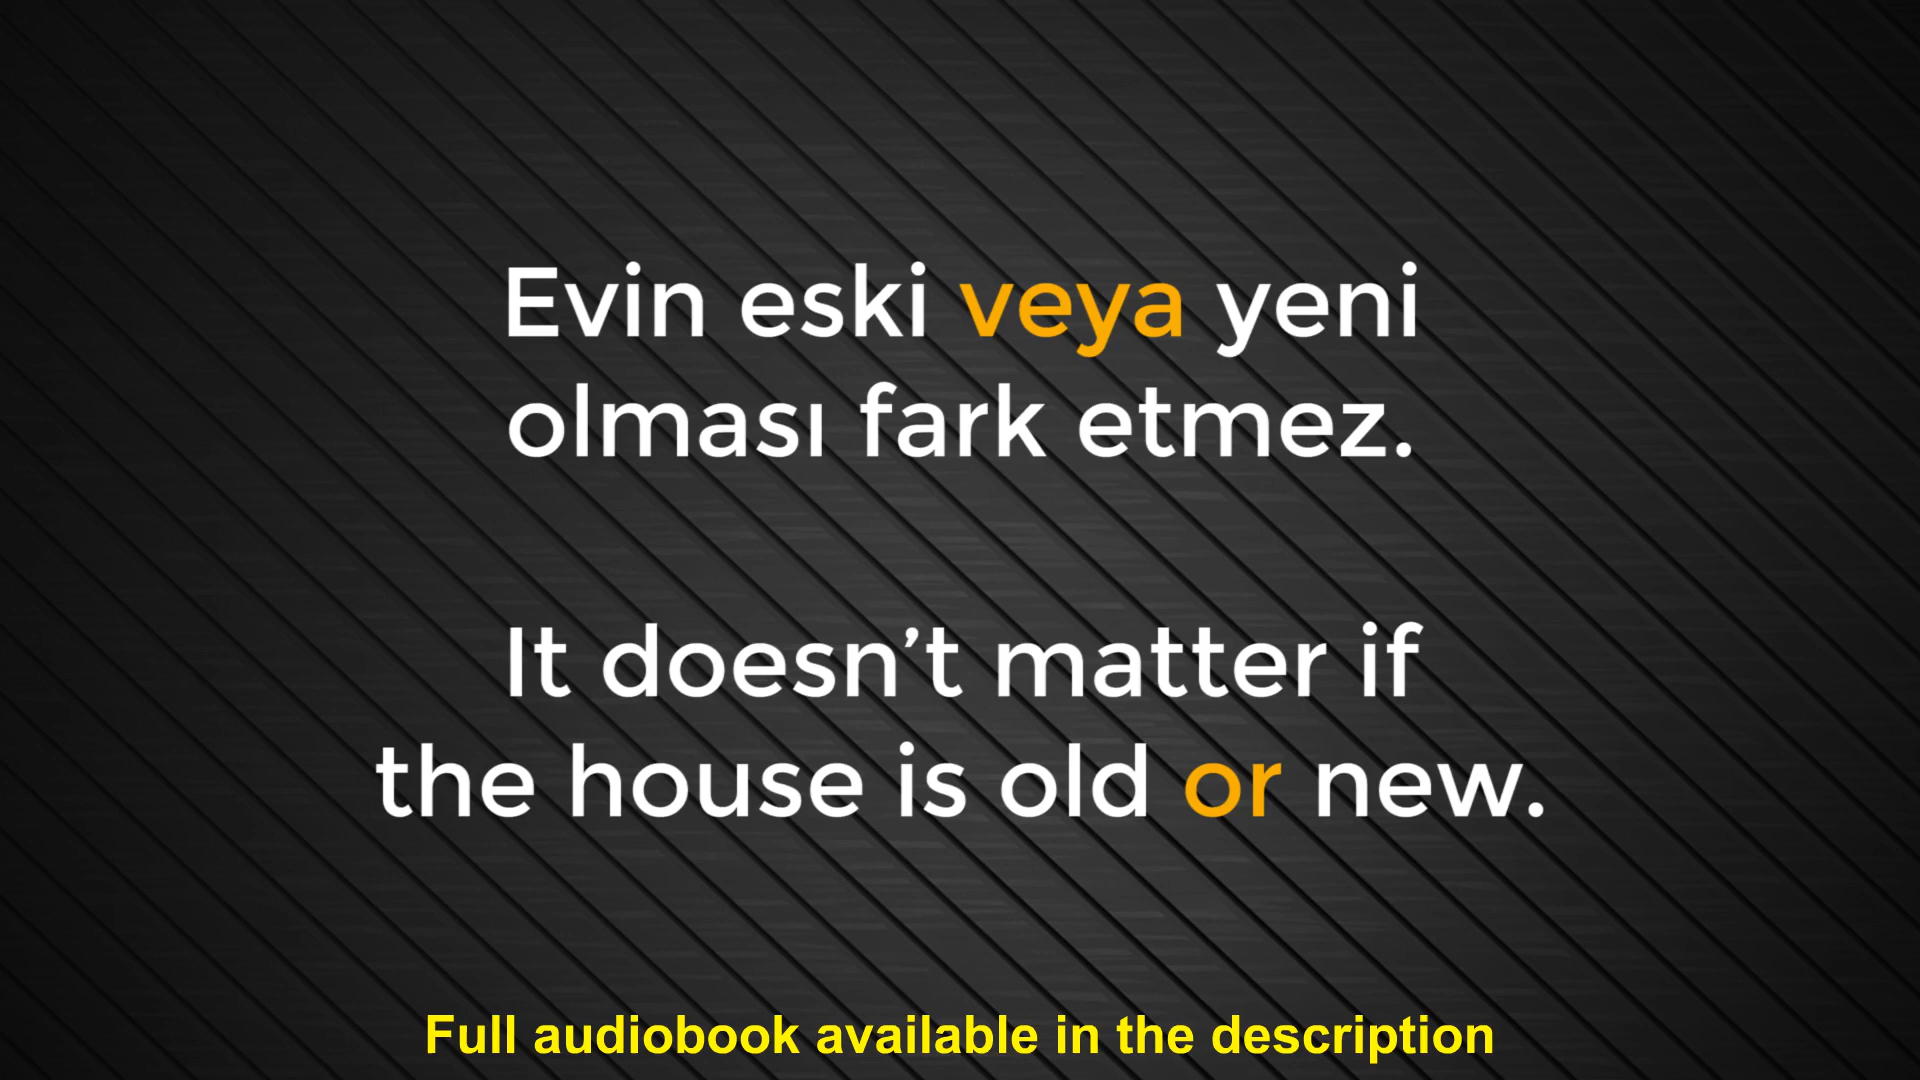 Evin eski veya yeni
olması fark etmez.
It doesn’t matter if
the house is old or new.
Full audiobook available in the description